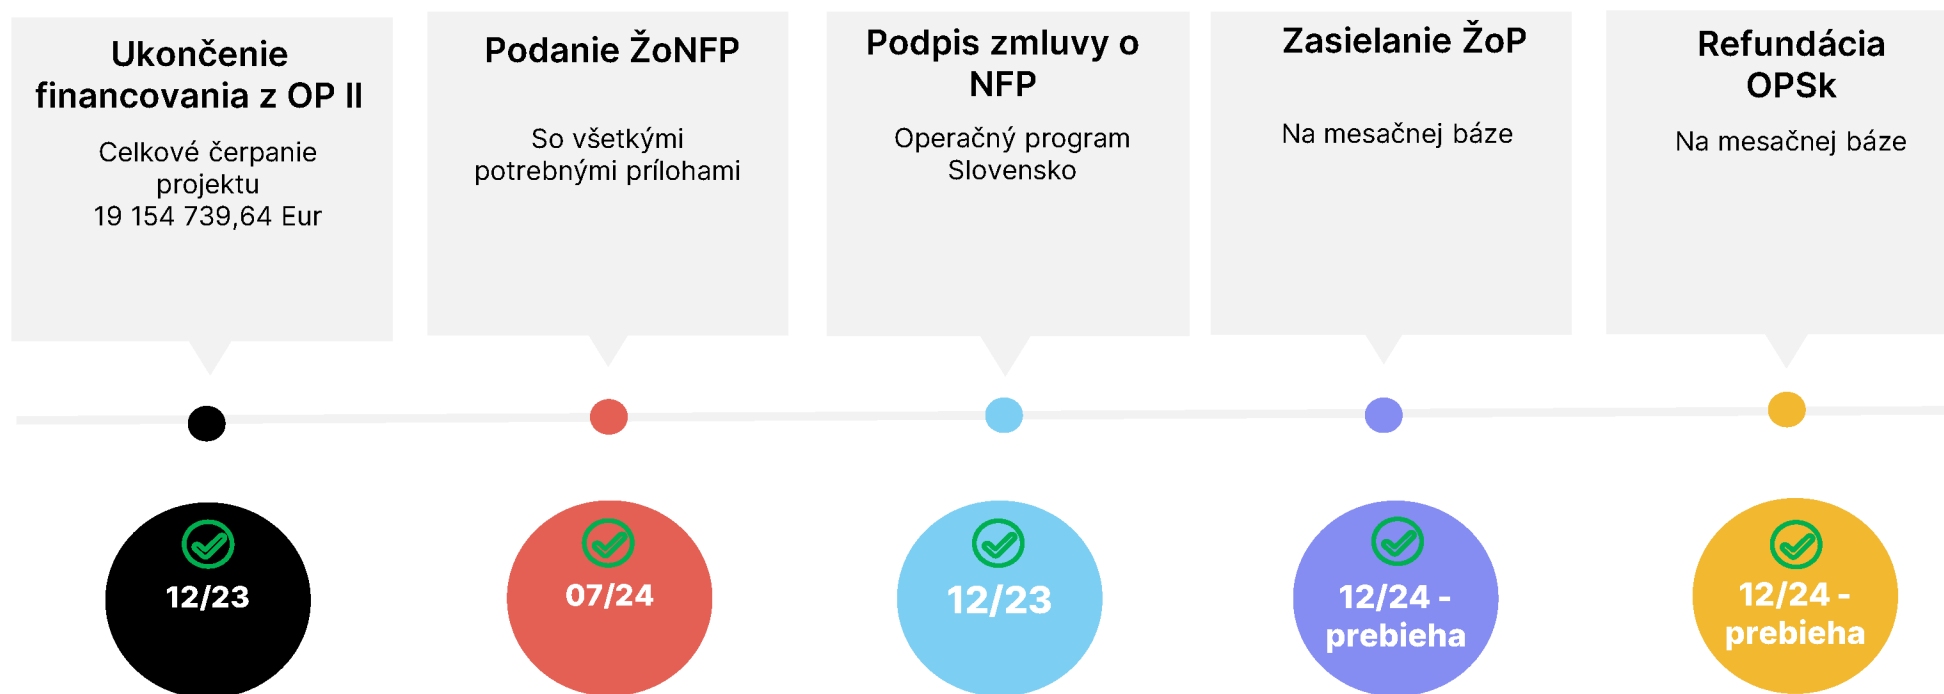 Ukončenie
financovania z OP II
Celkové čerpanie
projektu
19 154 739,64 Eur
Podanie ŽoNFP
So všetkými
potrebnými prílohami
Podpis zmluvy o
NFP
Operačný program
Slovensko
Zasielanie ŽoP
Na mesačnej báze
Refundácia
OPSk
Na mesačnej báze
12/23
07/24
12/23
12/24 -
prebieha
12/24 -
prebieha